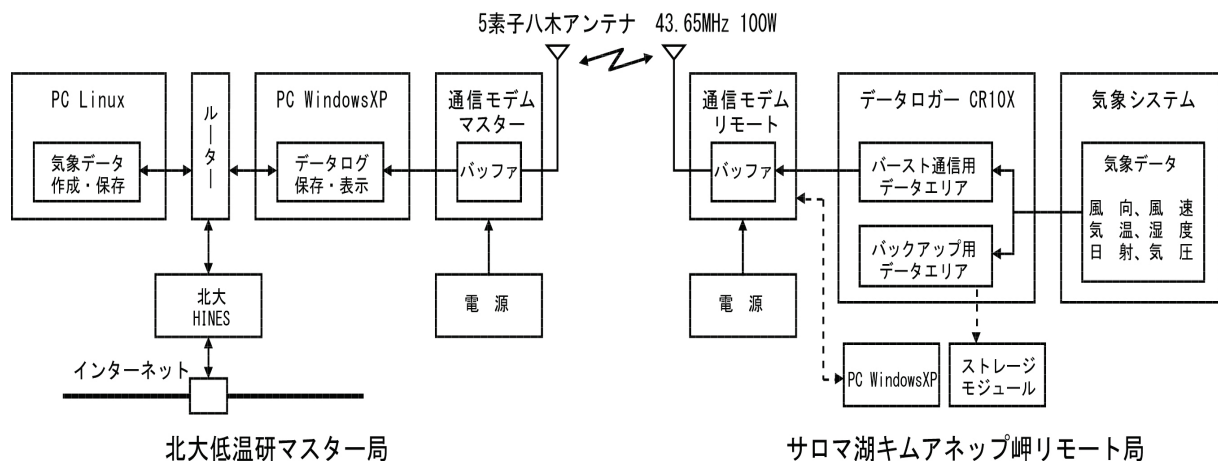 5素子八木アンテナ 43.65MHz 100W
PC Linux
気象データ
作成・保存
ルーター
PC WindowsXP
データログ
保存・表示
通信モデム
マスター
バッファ
電 源
北大
HINES
インターネット
北大低温研マスター局
通信モデム
リモート
バッファ
電 源
データロガー CR10X
バースト通信用
データエリア
バックアップ用
データエリア
気象システム
気象データ
風 向、風 速
気 温、湿 度
日 射、気 圧
PC WindowsXP
ストレージ
モジュール
サロマ湖キムアネップ岬リモート局